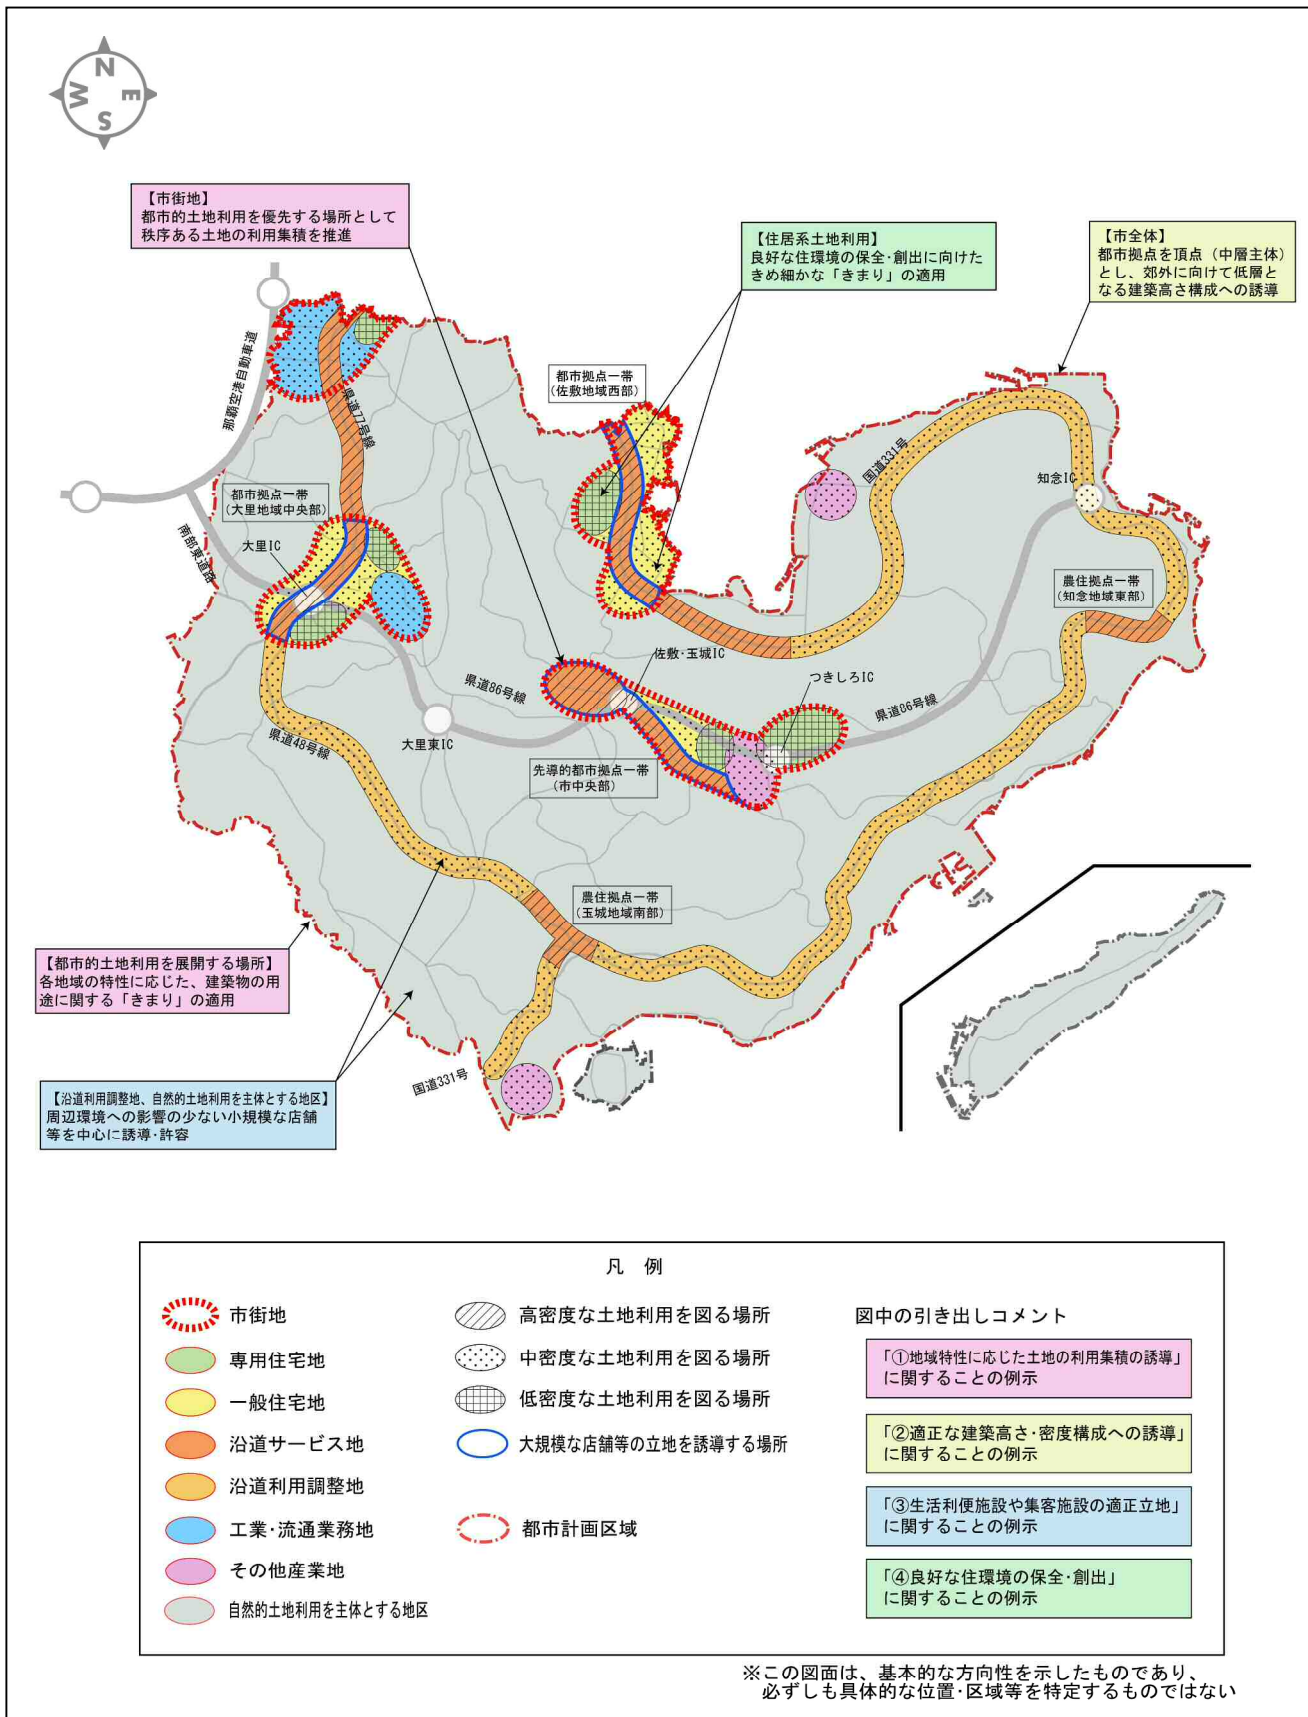 N
W
E
S
【市街地】
都市的土地利用を優先する場所として
秩序ある土地の利用集積を推進
【住居系土地利用】
良好な住環境の保全･創出に向けた
きめ細かな「きまり」の適用
【市全体】
都市拠点を頂点（中層主体）
とし、郊外に向けて低層と
なる建築高さ構成への誘導
那覇空港自動車道
県道77号線
都市拠点一帯
(佐敷地域西部)
国道331号
知念IC
都市拠点一帯
(大里地域中央部)
大里IC
南部東道路
農住拠点一帯
(知念地域東部)
佐敷･玉城IC
つきしろIC
県道86号線
県道86号線
県道48号線
大里東IC
先導的都市拠点一帯
(市中央部)
農住拠点一帯
(玉城地域南部)
【都市的土地利用を展開する場所】
各地域の特性に応じた、建築物の用
途に関する「きまり」の適用
国道331号
【沿道利用調整地、自然的土地利用を主体とする地区】
周辺環境への影響の少ない小規模な店舗
等を中心に誘導･許容
凡　例
市街地
専用住宅地
一般住宅地
沿道サービス地
沿道利用調整地
工業･流通業務地
その他産業地
自然的土地利用を主体とする地区
高密度な土地利用を図る場所
中密度な土地利用を図る場所
低密度な土地利用を図る場所
大規模な店舗等の立地を誘導する場所
都市計画区域
図中の引き出しコメント
「①地域特性に応じた土地の利用集積の誘導」
に関することの例示
「②適正な建築高さ･密度構成への誘導」
に関することの例示
「③生活利便施設や集客施設の適正立地」
に関することの例示
「④良好な住環境の保全･創出」
に関することの例示
※この図面は、基本的な方向性を示したものであり、
必ずしも具体的な位置･区域等を特定するものではない